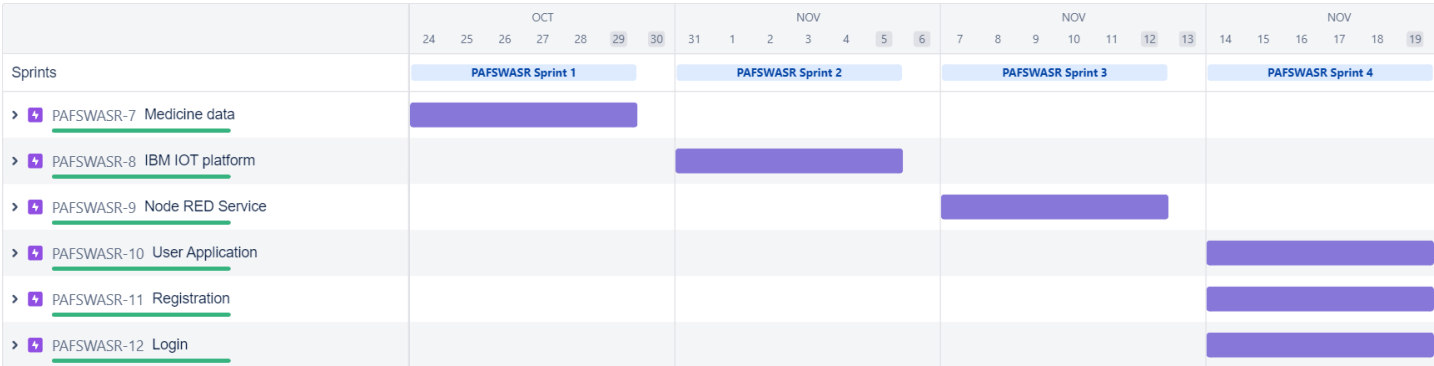 OCT NOV NOV NOV
24 25 26 27 28 29 30 31 1 2 3 4 5 6 7 8 9 10 11 12 13 14 15 16 17 18 19
Sprints PAFSWASR Sprint 1 PAFSWASR Sprint 2 PAFSWASR Sprint 3 PAFSWASR Sprint 4
PAFSWASR-7 Medicine data
PAFSWASR-8 IBM IOT platform
PAFSWASR-9 Node RED Service
PAFSWASR-10 User Application
PAFSWASR-11 Registration
PAFSWASR-12 Login